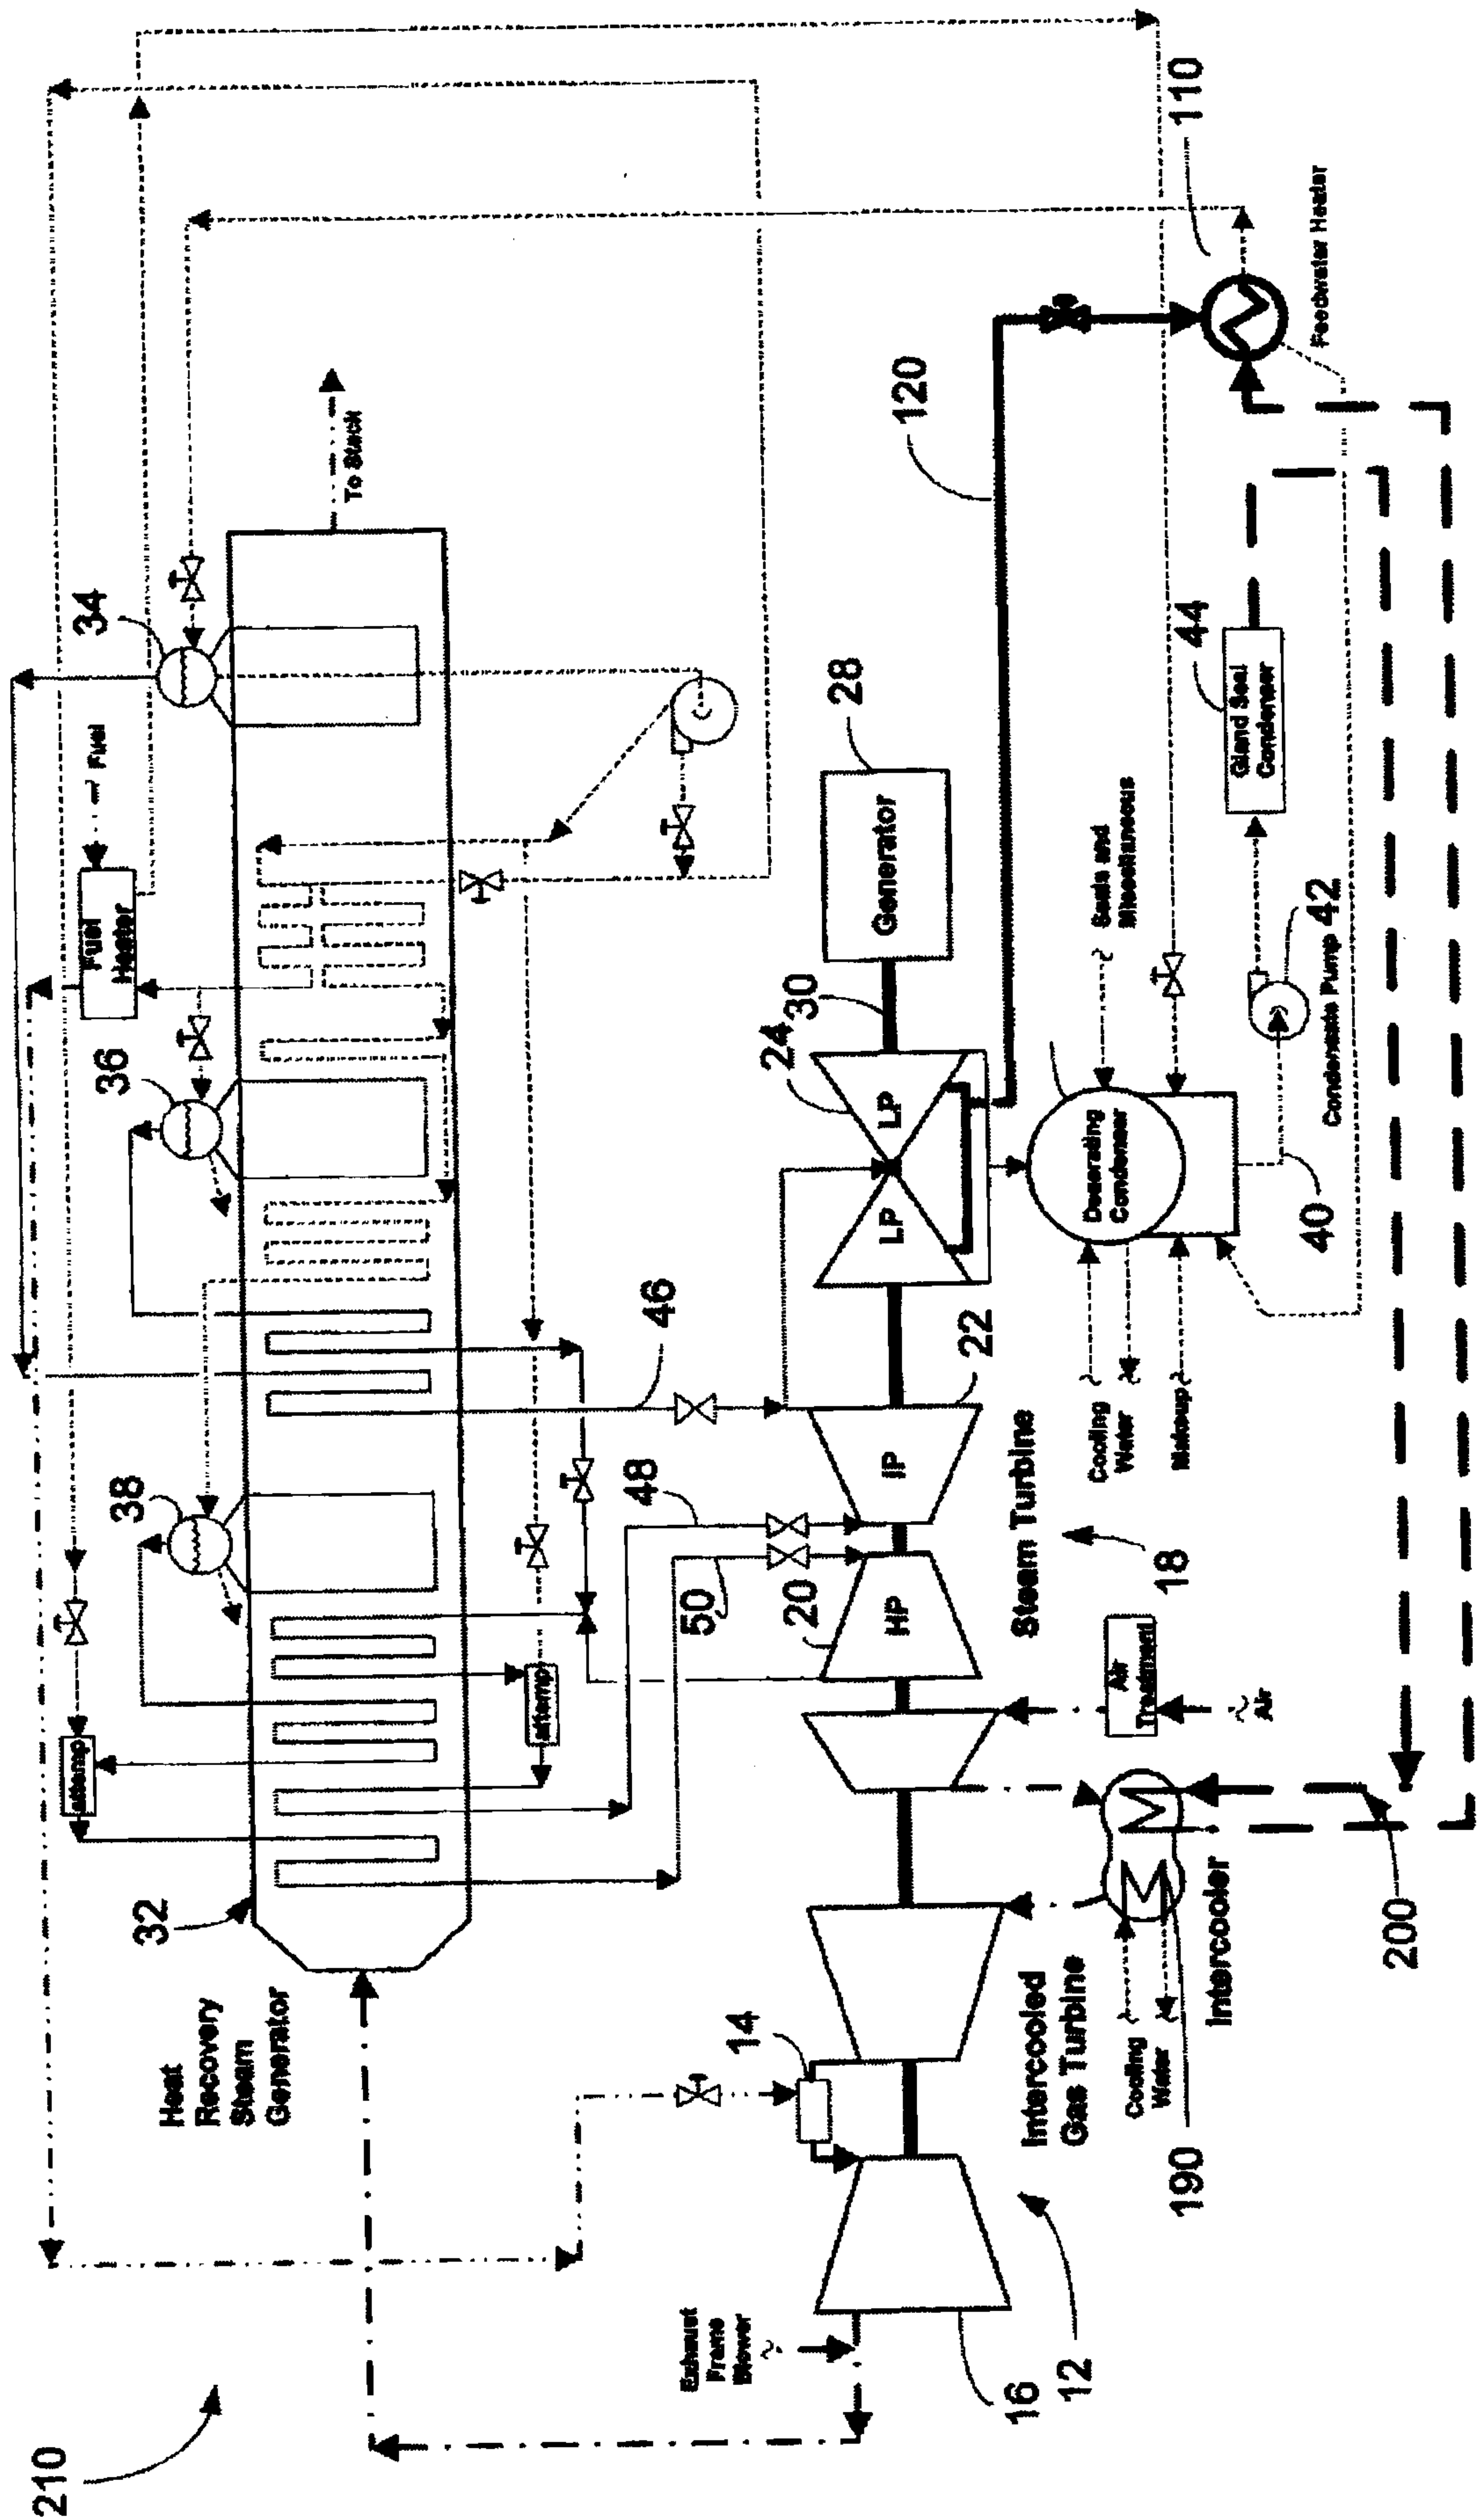 210
Heat
Recovery
Steam
Generator
32
attemp
38
36
Fuel
Heater
Fuel
34
To Stack
attemp
Exhaust
Frame
Blower
14
50
48
46
16
12
20
HP
IP
22
LP
LP
24
30
Generator
28
120
Intercooled
Gas Turbine
Steam Turbine
18
Air
Treatment
Air
Cooling
Water
190
Intercooler
200
Cooling
Water
Makeup
Deaerating
Condenser
Seals and
Miscellaneous
40
Condensate Pump 42
Gland Seal
Condenser
44
Feedwater Heater
110